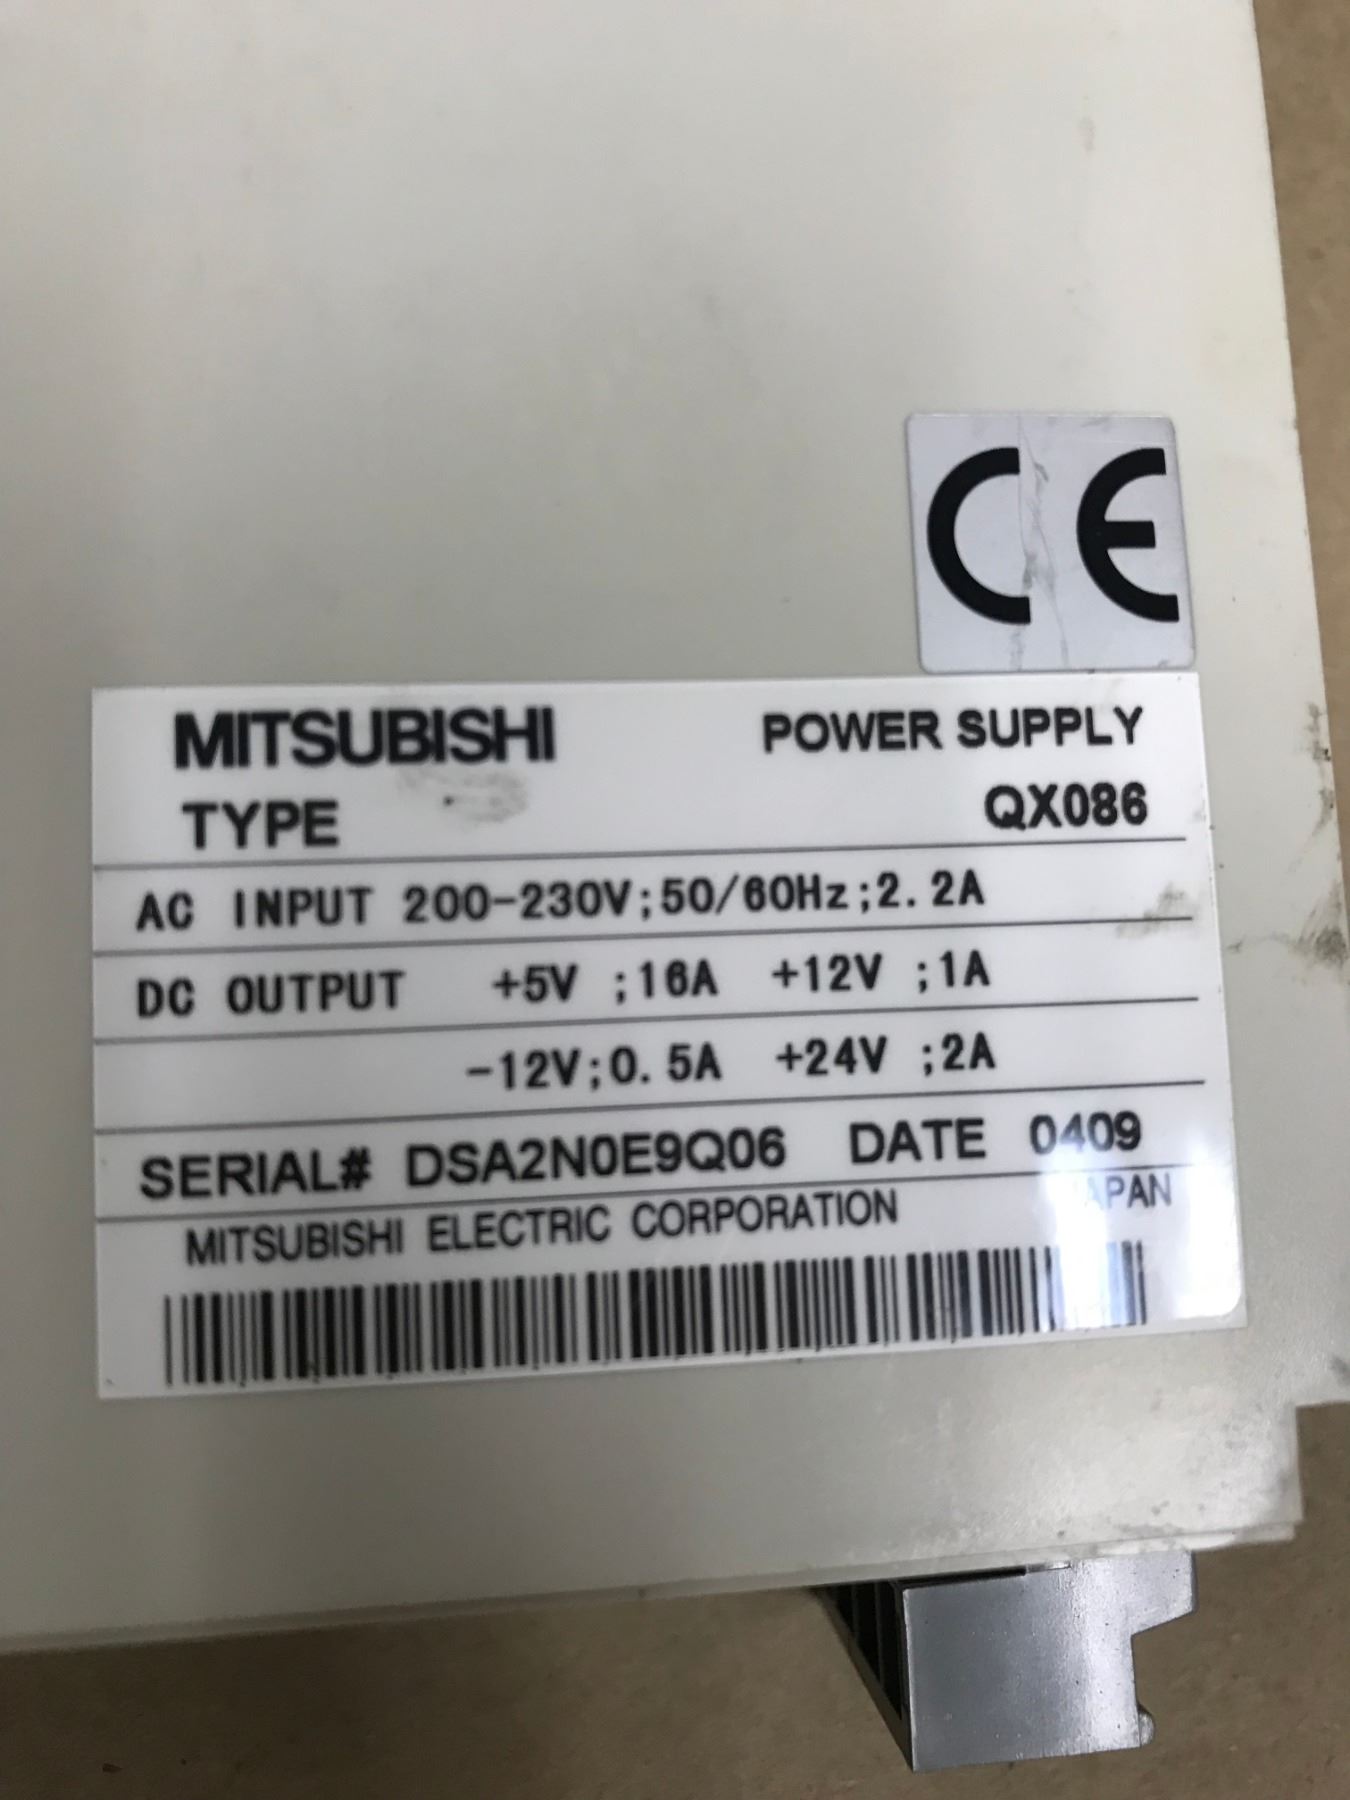 CE
MITSUBISHI POWER SUPPLY
TYPE QX086
AC INPUT 200-230V;50/60Hz;2.2A
DC OUTPUT +5V ;16A +12V ;1A
-12V;0.5A +24V ;2A
SERIAL# DSA2N0E9Q06 DATE 0409
MITSUBISHI ELECTRIC CORPORATION JAPAN